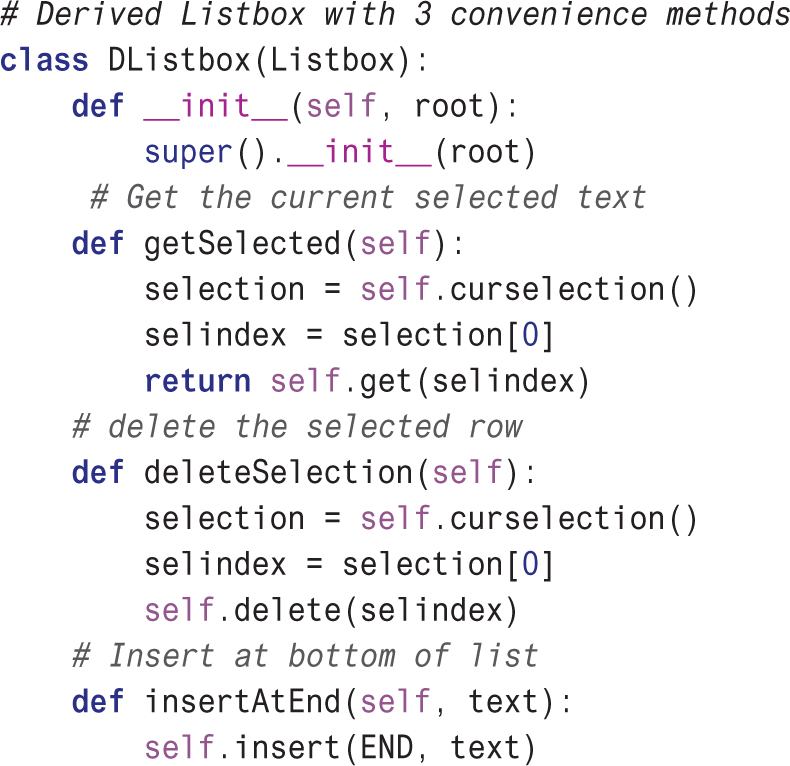 # Derived Listbox with 3 convenience methods
class DListbox(Listbox):
    def __init__(self, root):
        super().__init__(root)
     # Get the current selected text
    def getSelected(self):
        selection = self.curselection()
        selindex = selection[0]
        return self.get(selindex)
    # delete the selected row
    def deleteSelection(self):
        selection = self.curselection()
        selindex = selection[0]
        self.delete(selindex)
    # Insert at bottom of list
    def insertAtEnd(self, text):
        self.insert(END, text)